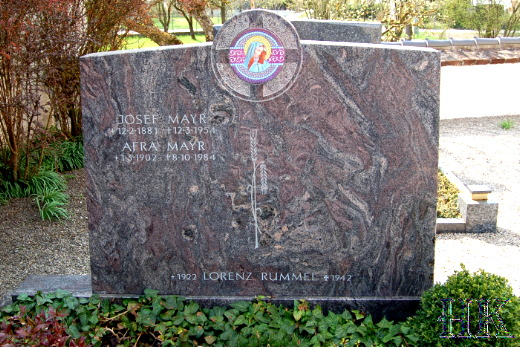 JOSEF MAYR
+12·2·1881 +12·3·1954
AFRA MAYR
+1·3·1902 +8·10·1984
+1922 LORENZ RUMMEL +1942
HK